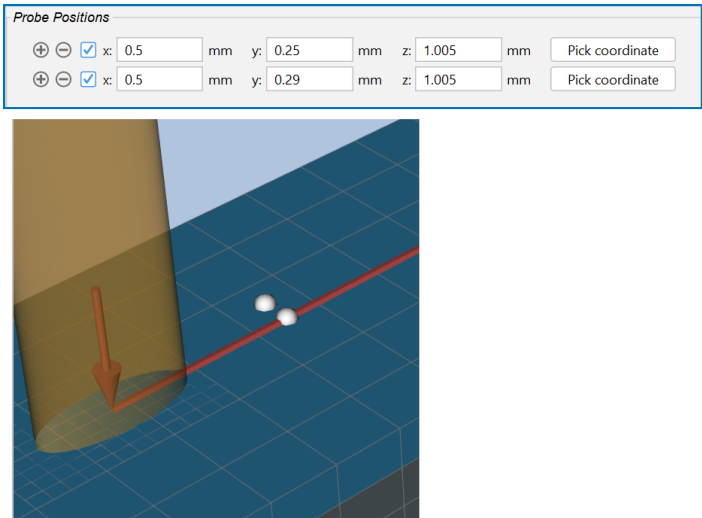 Probe Positions
x: 0.5 mm y: 0.25 mm z: 1.005 mm Pick coordinate
x: 0.5 mm y: 0.29 mm z: 1.005 mm Pick coordinate